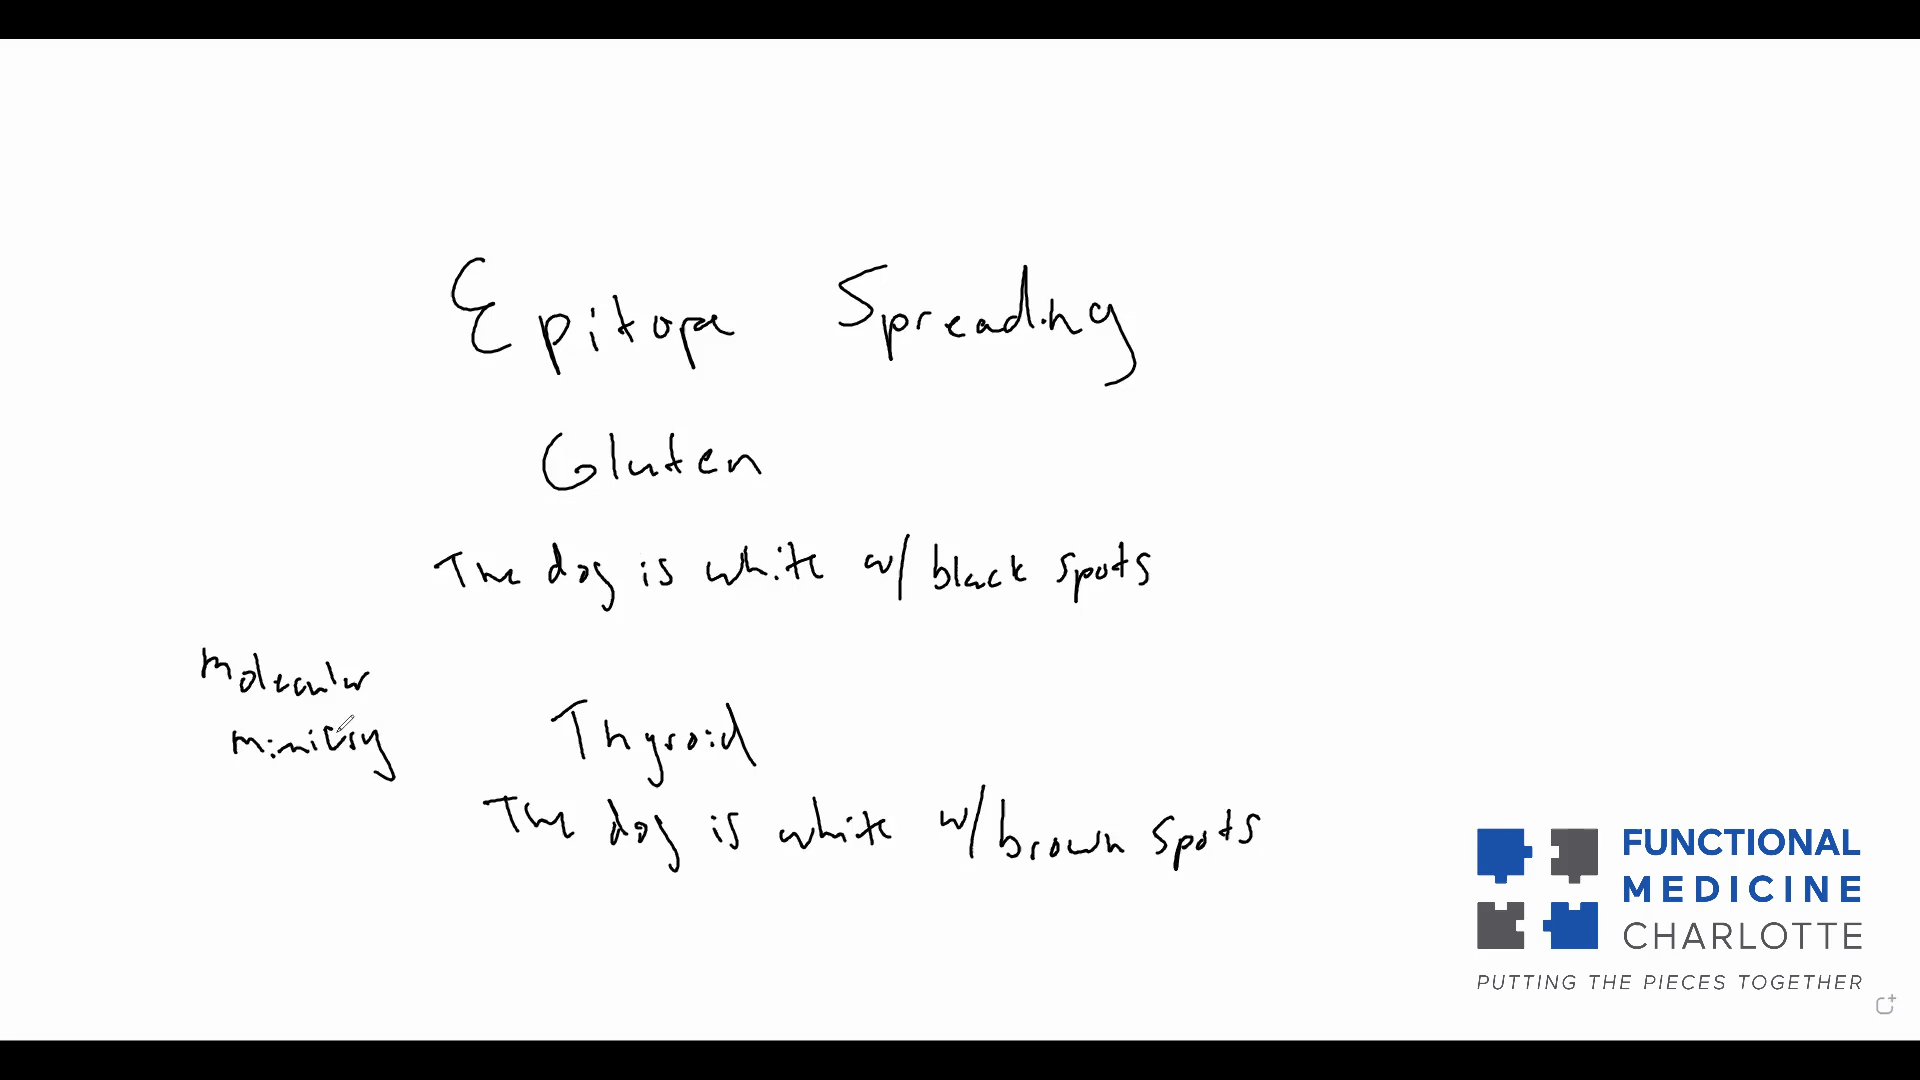 Epitope Spreading
Gluten
The dog is white w/ black spots
Molecular
mimicry
Thyroid
The dog is white w/ brown spots
FUNCTIONAL
MEDICINE
CHARLOTTE
PUTTING THE PIECES TOGETHER